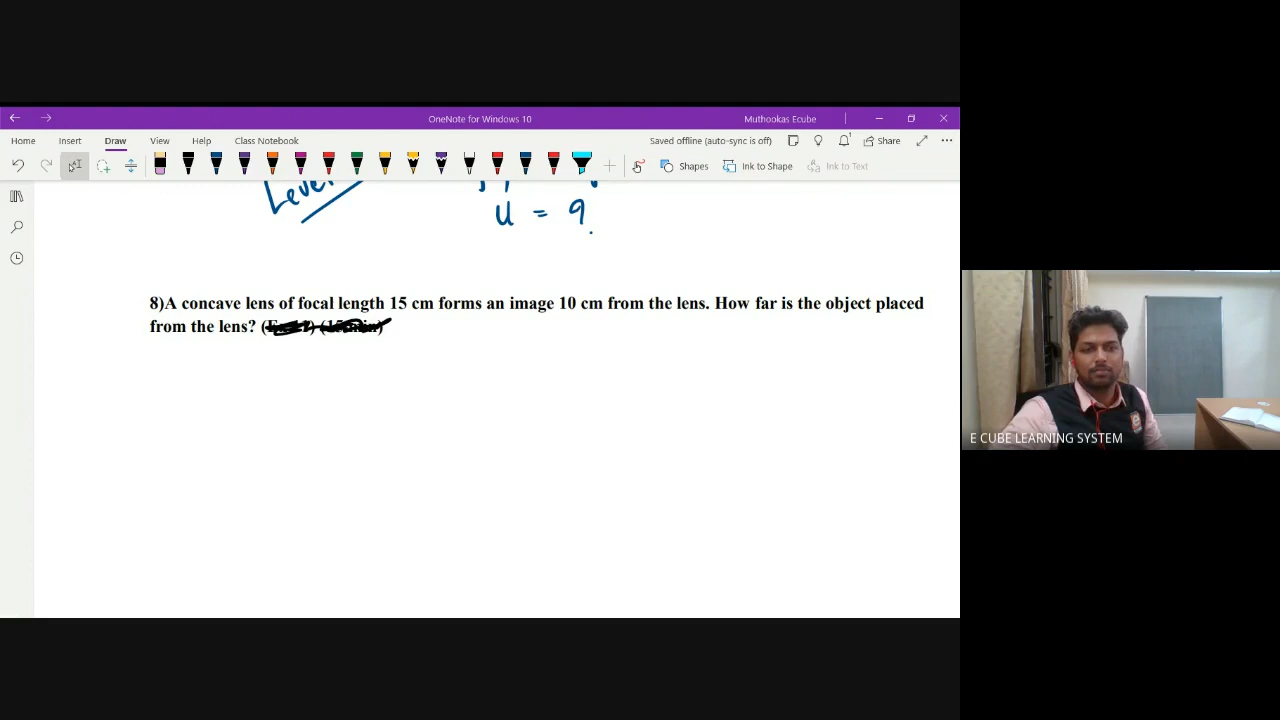 OneNote for Windows 10
Muthookas Ecube
Home Insert Draw View Help Class Notebook
Saved offline (auto-sync is off) Share
Shapes Ink to Shape Ink to Text
Level
u = 9
8)A concave lens of focal length 15 cm forms an image 10 cm from the lens. How far is the object placed
from the lens?
E CUBE LEARNING SYSTEM